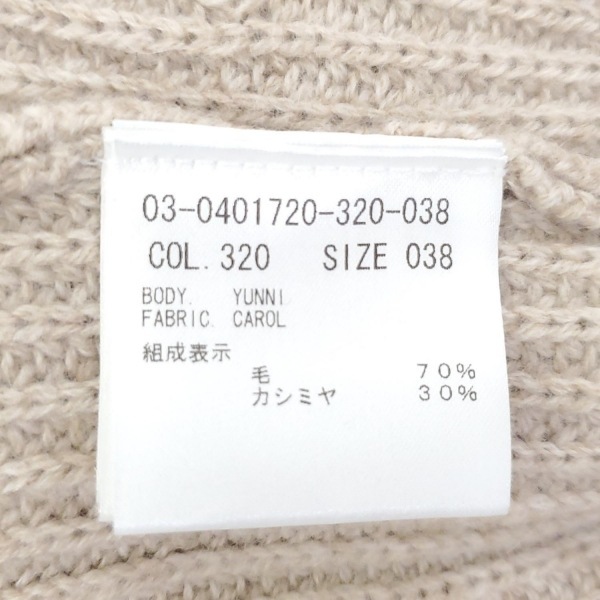 03-0401720-320-038
COL. 320 SIZE 038
BODY. YUNNI
FABRIC. CAROL
組成表示
毛 70%
カシミヤ 30%